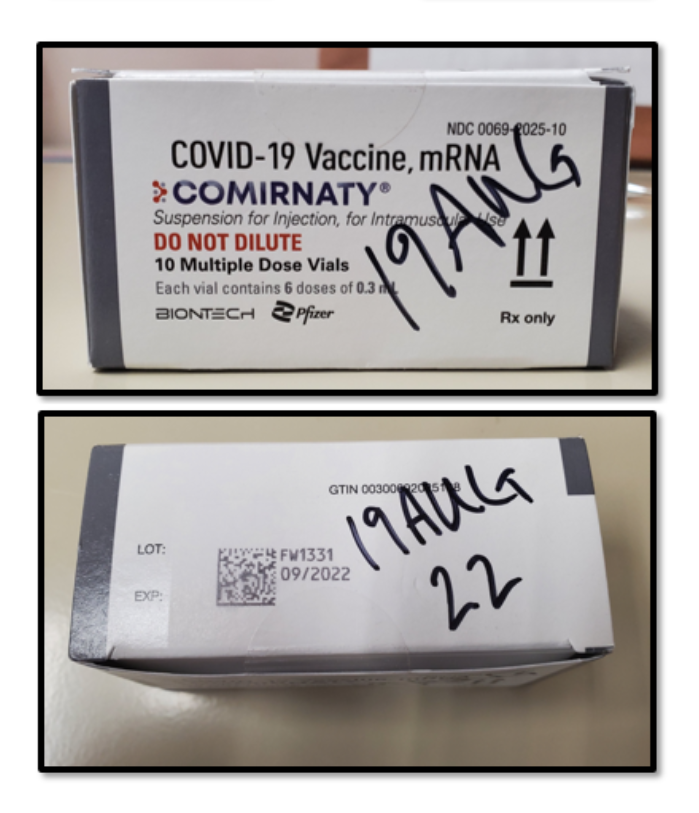 NDC 0069-2025-10
COVID-19 Vaccine, mRNA
COMIRNATY®
Suspension for Injection, for Intramuscular Use
DO NOT DILUTE
10 Multiple Dose Vials
Each vial contains 6 doses of 0.3 mL
BIONTECH Pfizer
Rx only
19AUG
GTIN
19AUG
22
LOT: FW1331
EXP: 09/2022